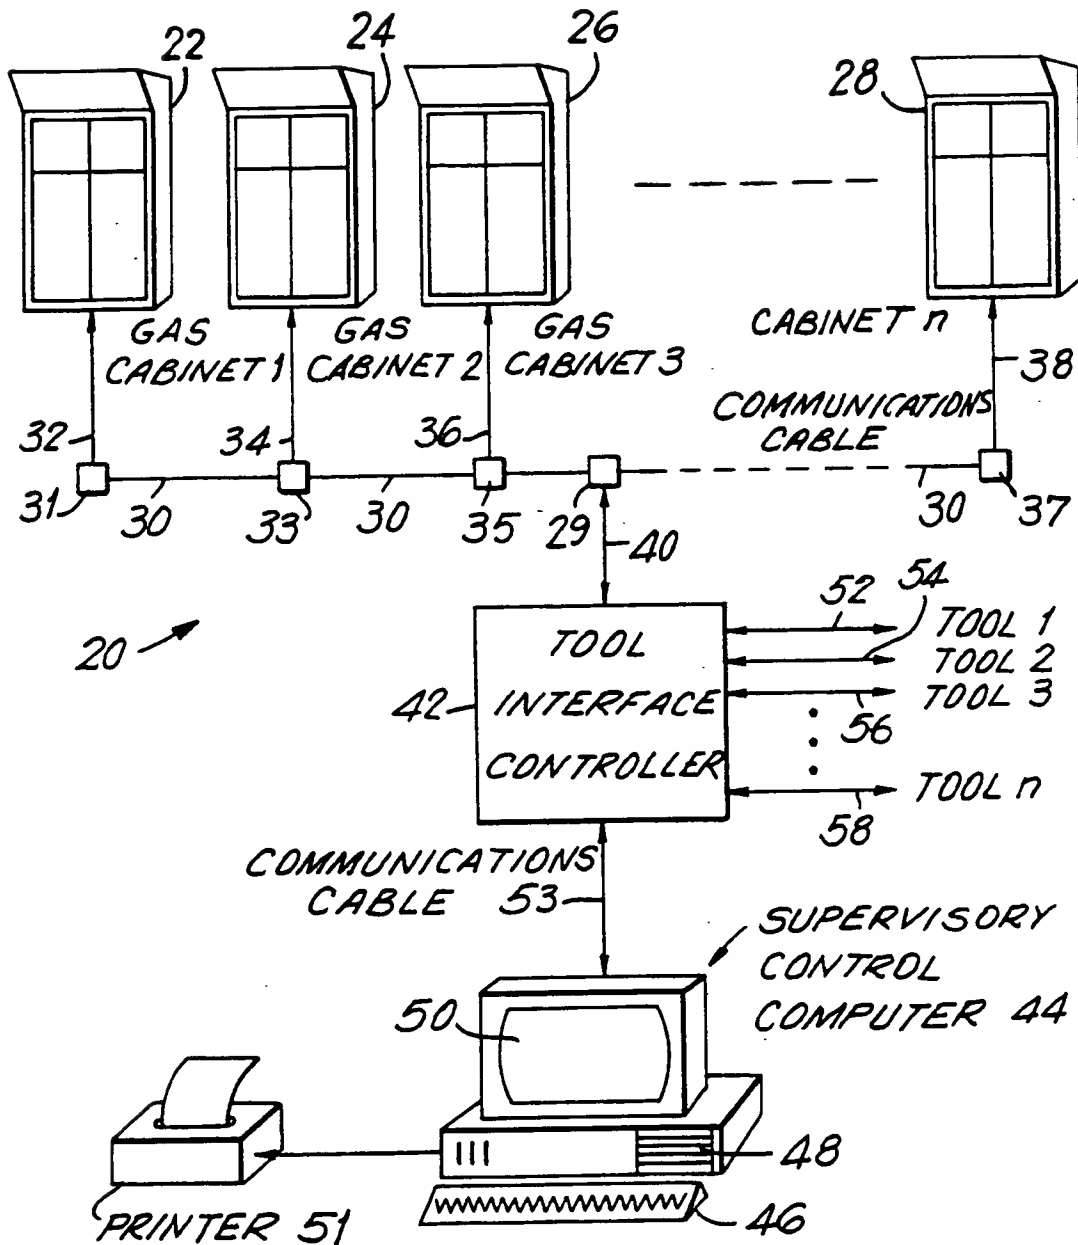 22
24
26
28
GAS CABINET 1
GAS CABINET 2
GAS CABINET 3
CABINET n
38
COMMUNICATIONS CABLE
32
34
36
31
30
33
30
35
29
40
30
37
20
42
TOOL
INTERFACE
CONTROLLER
52
54
TOOL 1
TOOL 2
TOOL 3
56
TOOL n
58
COMMUNICATIONS
CABLE 53
SUPERVISORY
CONTROL
COMPUTER 44
50
48
46
PRINTER 51